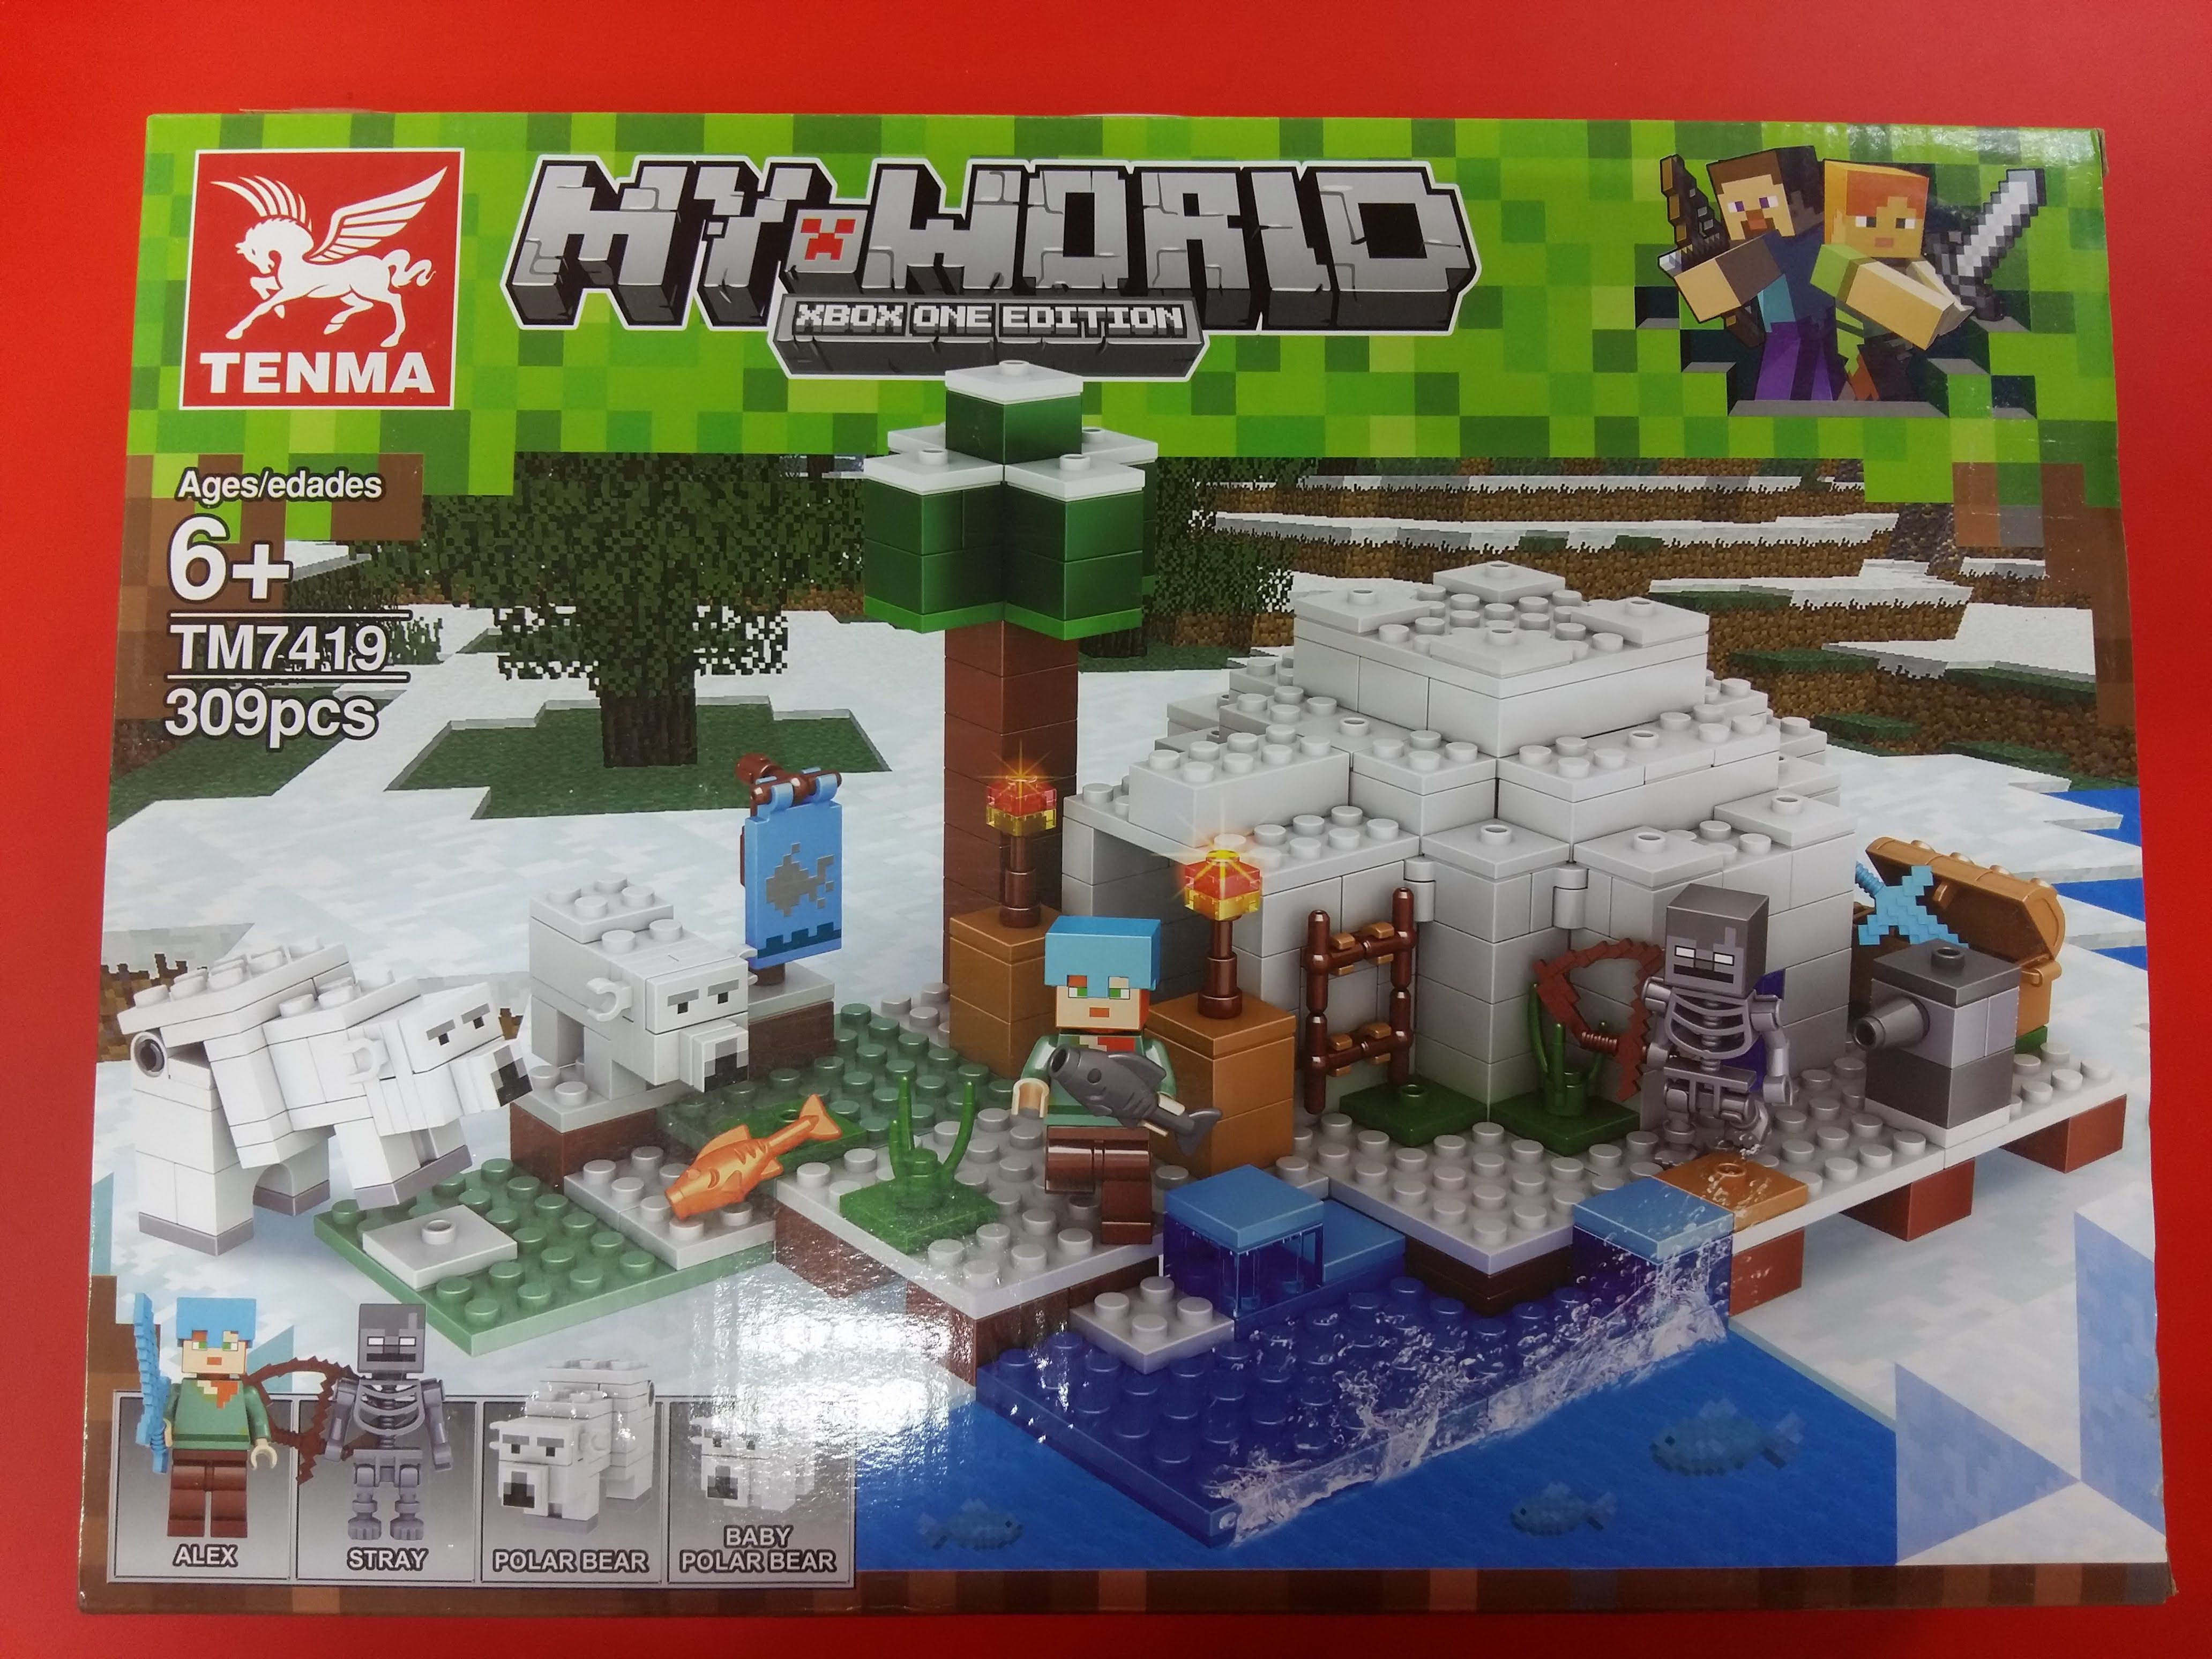 TENMA
MY WORLD
XBOX ONE EDITION
Ages/edades
6+
TM7419
309pcs
ALEX
STRAY
POLAR BEAR
BABY
POLAR BEAR